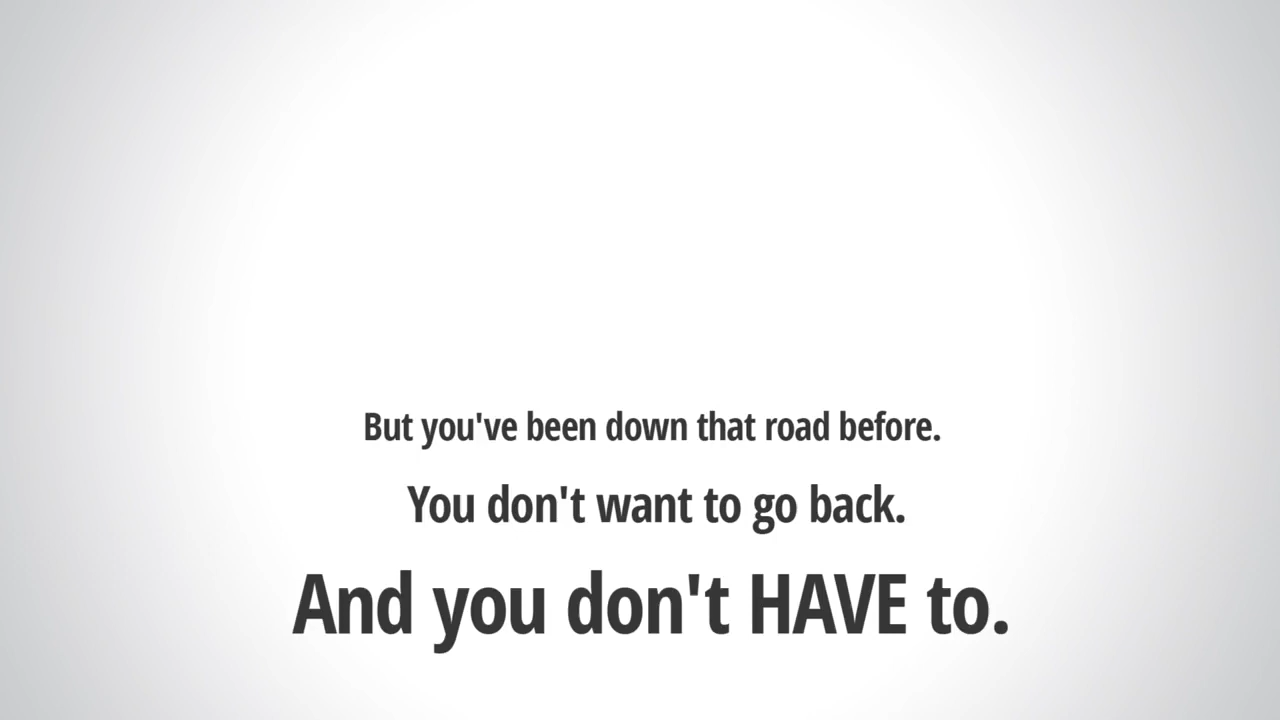 But you've been down that road before.
You don't want to go back.
And you don't HAVE to.